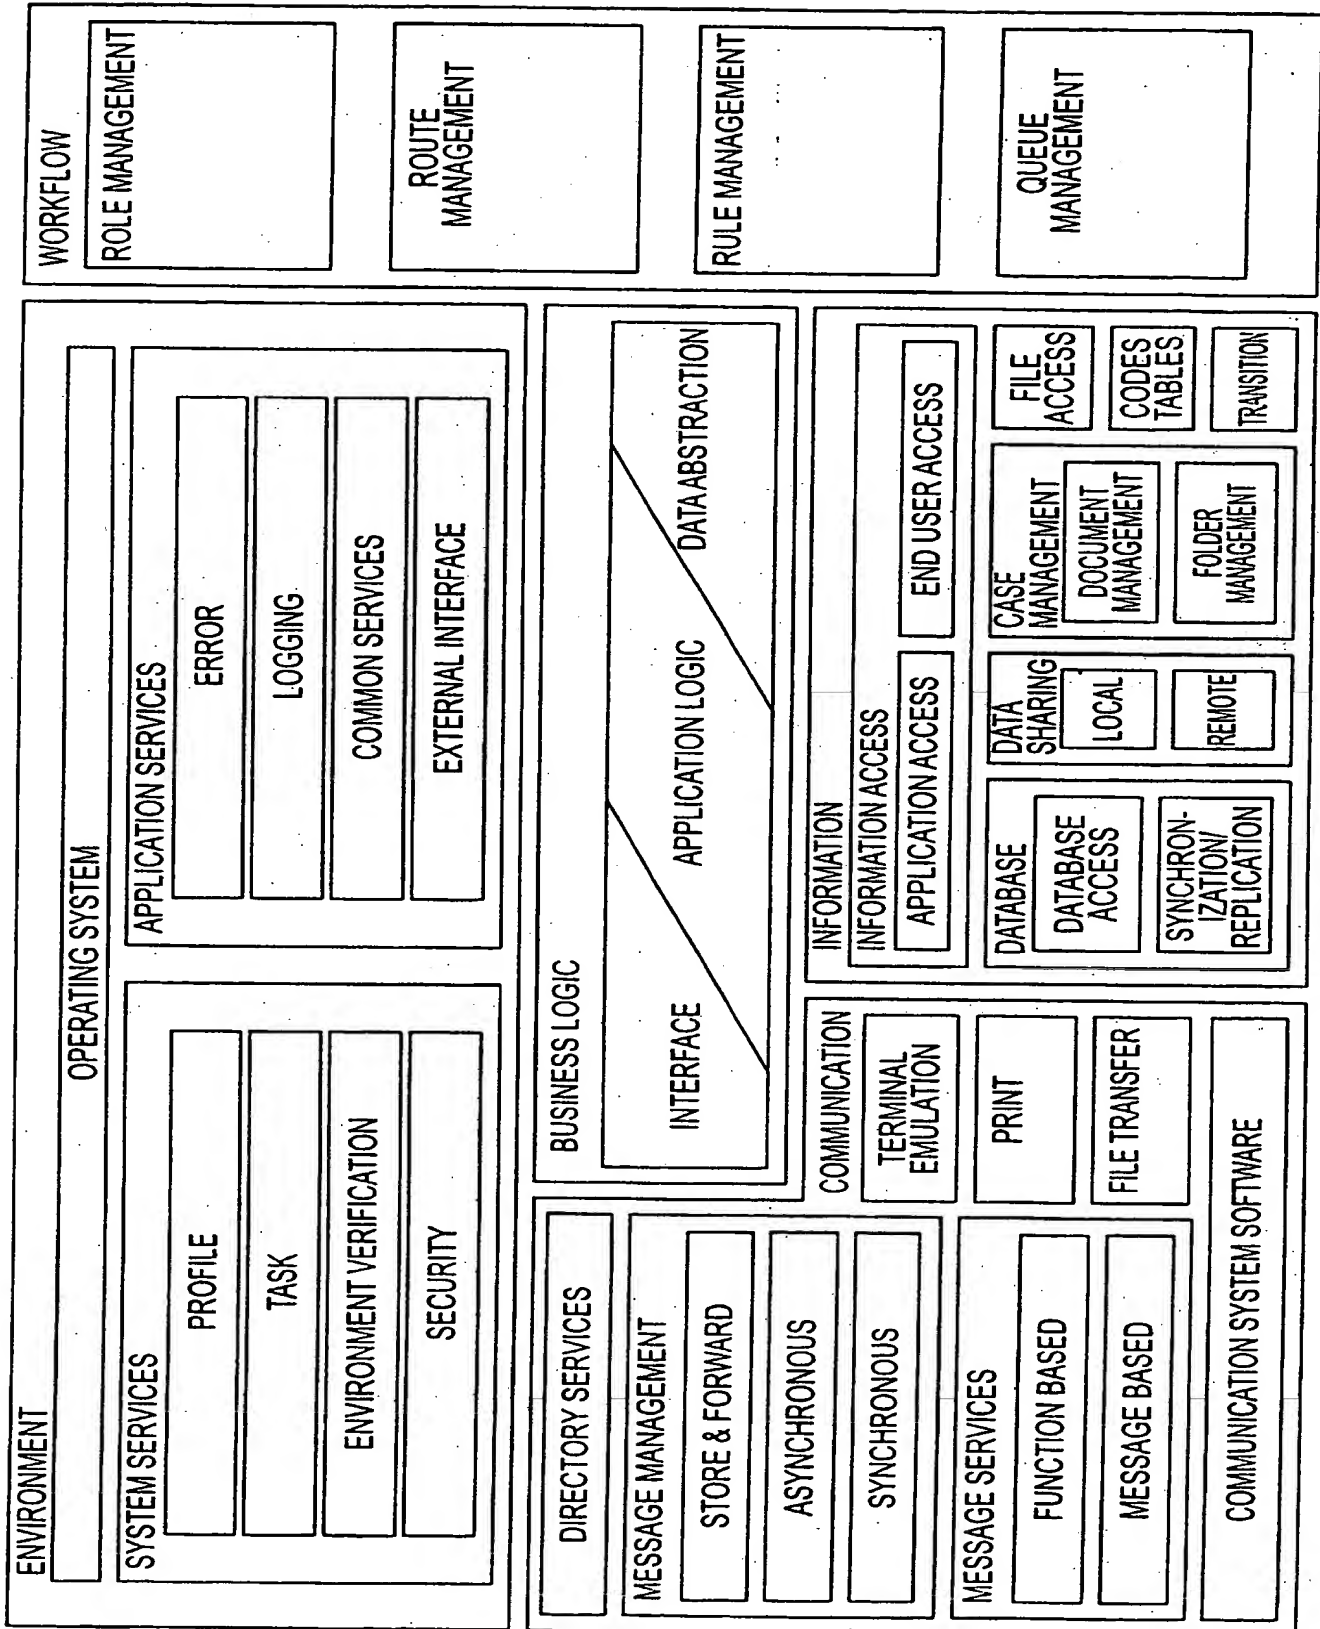 ENVIRONMENT
OPERATING SYSTEM
SYSTEM SERVICES
PROFILE
TASK
ENVIRONMENT VERIFICATION
SECURITY
APPLICATION SERVICES
ERROR
LOGGING
COMMON SERVICES
EXTERNAL INTERFACE
WORKFLOW
ROLE MANAGEMENT
ROUTE
MANAGEMENT
RULE MANAGEMENT
QUEUE
MANAGEMENT
BUSINESS LOGIC
INTERFACE
APPLICATION LOGIC
DATA ABSTRACTION
DIRECTORY SERVICES
MESSAGE MANAGEMENT
STORE & FORWARD
ASYNCHRONOUS
SYNCHRONOUS
MESSAGE SERVICES
FUNCTION BASED
MESSAGE BASED
COMMUNICATION
TERMINAL
EMULATION
PRINT
FILE TRANSFER
COMMUNICATION SYSTEM SOFTWARE
INFORMATION
INFORMATION ACCESS
APPLICATION ACCESS
END USER ACCESS
DATABASE
DATABASE
ACCESS
SYNCHRON-
IZATION/
REPLICATION
DATA
SHARING
LOCAL
REMOTE
CASE
MANAGEMENT
DOCUMENT
MANAGEMENT
FOLDER
MANAGEMENT
FILE
ACCESS
CODES
TABLES
TRANSITION